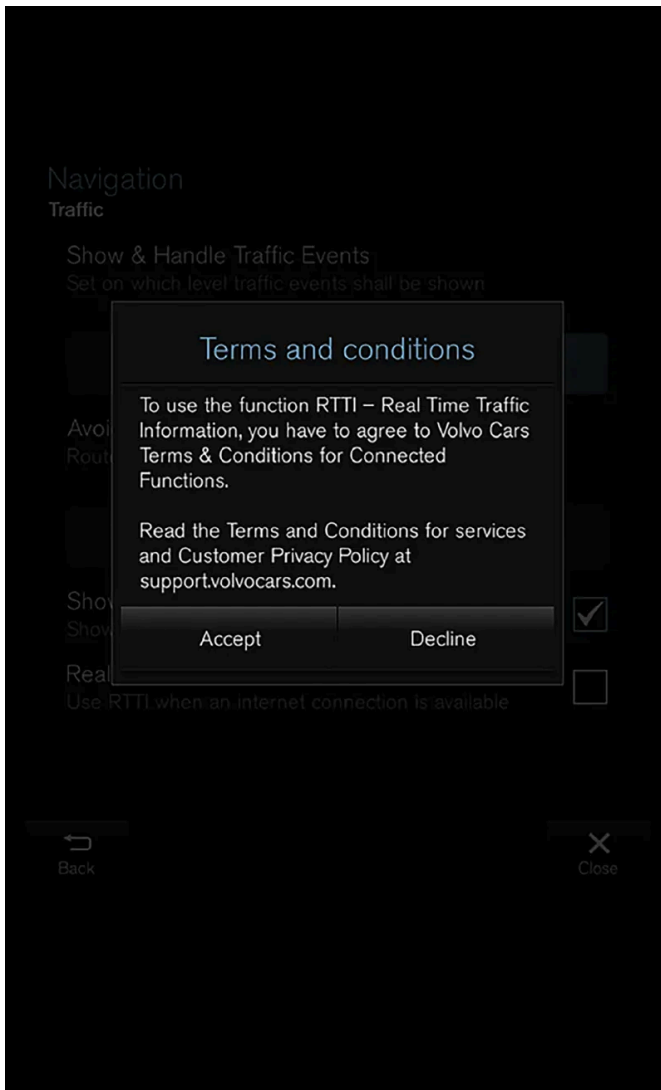 Navigation
Traffic
Show & Handle Traffic Events
Set on which level traffic events shall be shown
Terms and conditions
To use the function RTTI – Real Time Traffic
Information, you have to agree to Volvo Cars
Terms & Conditions for Connected
Functions.
Read the Terms and Conditions for services
and Customer Privacy Policy at
support.volvocars.com.
Accept
Decline
Real
Use RTTI when an internet connection is available
Back
Close